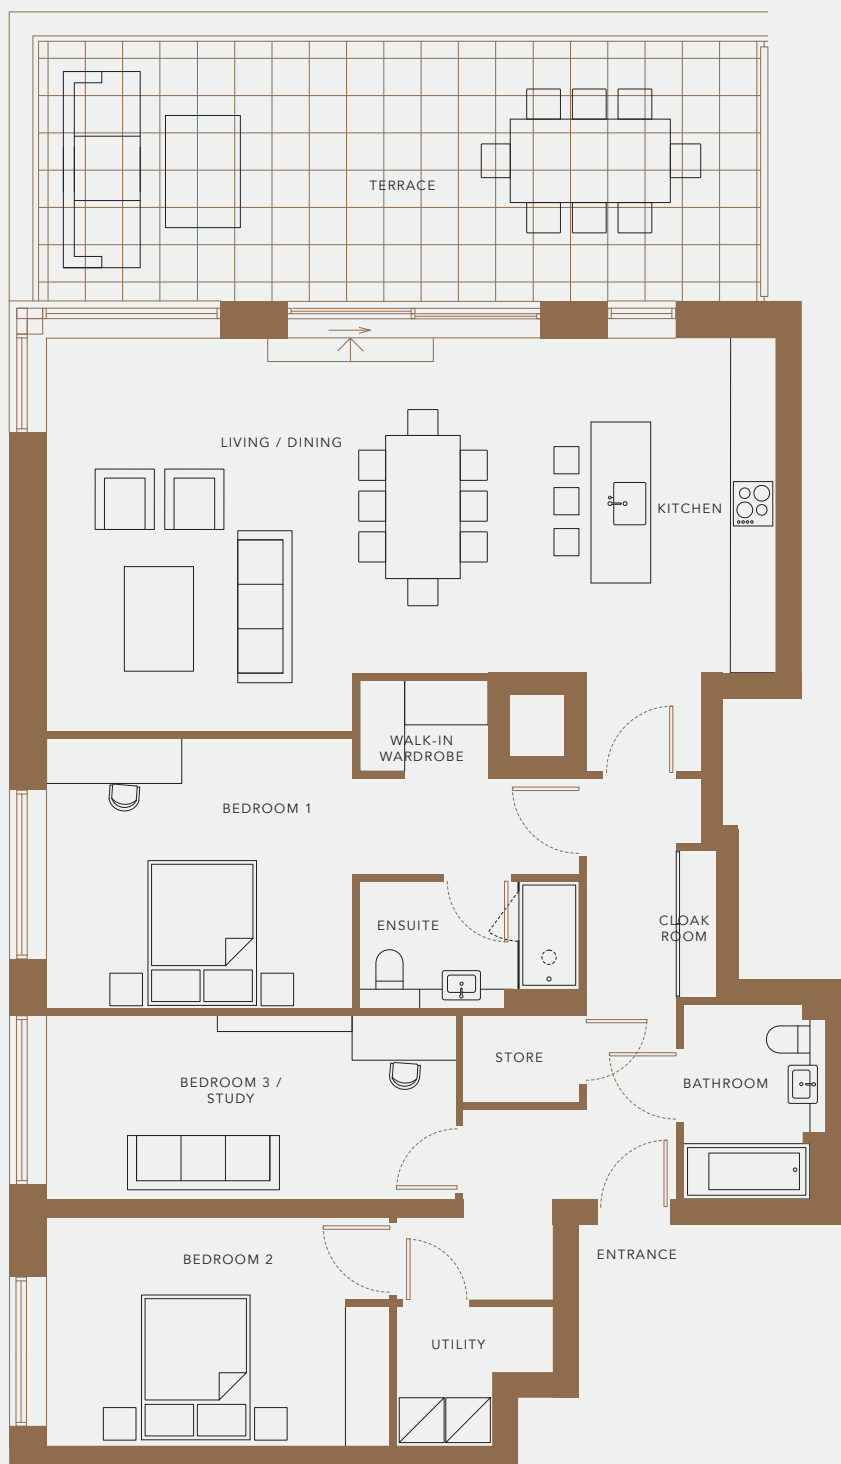 TERRACE
LIVING / DINING
KITCHEN
WALK-IN
WARDROBE
BEDROOM 1
ENSUITE
CLOAK
ROOM
STORE
BEDROOM 3 /
STUDY
BATHROOM
ENTRANCE
BEDROOM 2
UTILITY